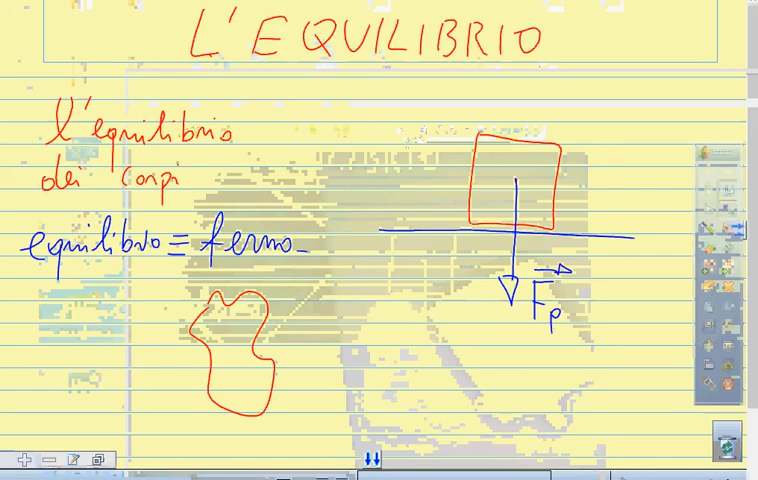 L'EQUILIBRIO
l'equilibrio
dei corpi
equilibrio = fermo
Fp